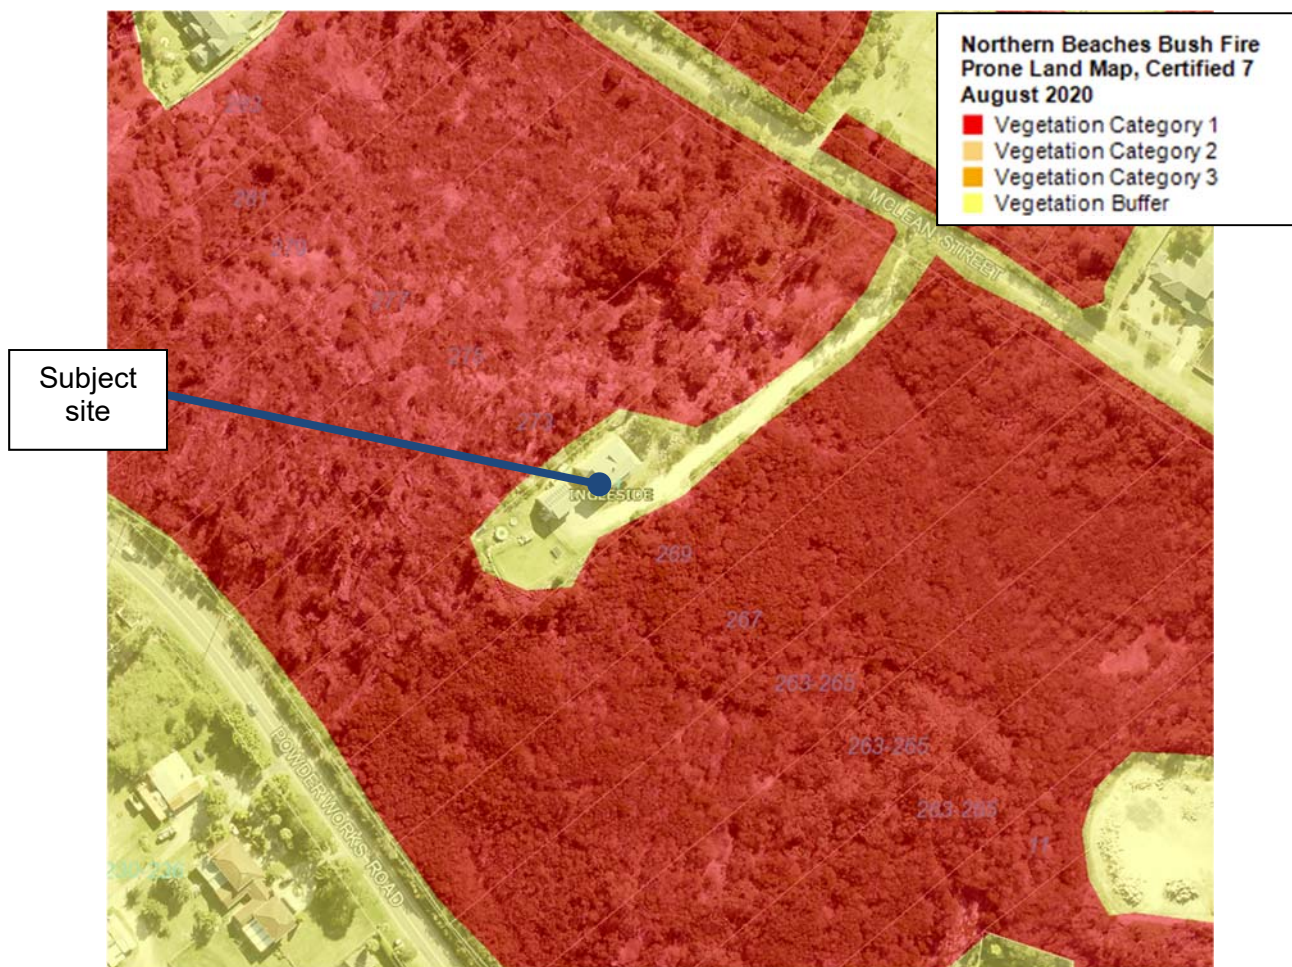 Northern Beaches Bush Fire
Prone Land Map, Certified 7
August 2020
Vegetation Category 1
Vegetation Category 2
Vegetation Category 3
Vegetation Buffer
281
279
277
275
MCLEAN STREET
Subject
site
273
INGLESIDE
269
267
263-265
263-265
263-265
11
POWDERWORKS ROAD